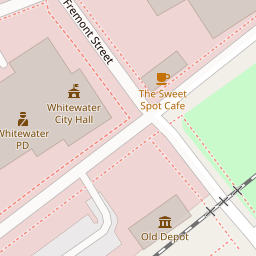 Fremont Street
The Sweet
Spot Cafe
Whitewater
City Hall
Whitewater
PD
Old Depot